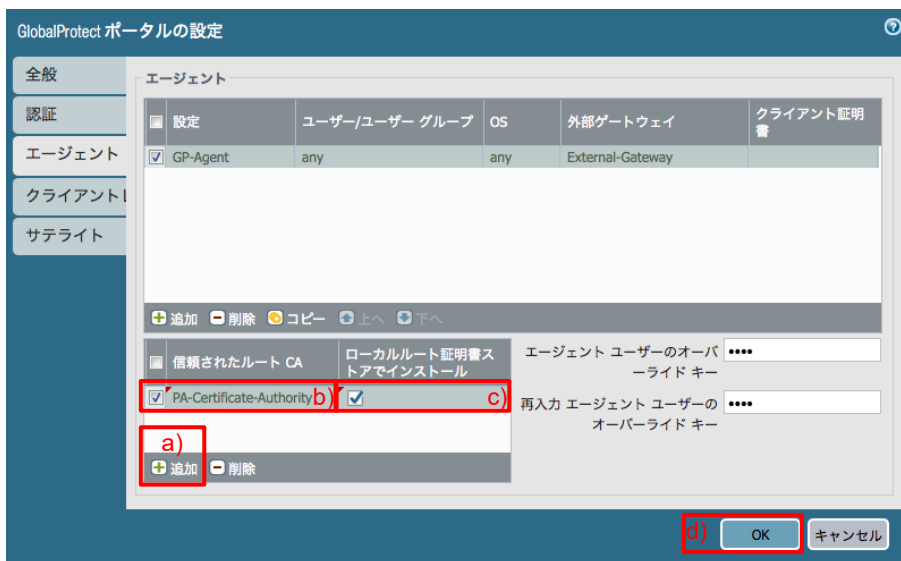 GlobalProtect ポータルの設定
全般
認証
エージェント
クライアント
サテライト
エージェント
設定
ユーザー/ユーザー グループ
OS
外部ゲートウェイ
クライアント証明
書
GP-Agent
any
any
External-Gateway
追加
削除
コピー
上へ
下へ
信頼されたルート CA
ローカルルート証明書ス
トアでインストール
PA-Certificate-Authority
b)
c)
a)
追加
削除
エージェント ユーザーのオーバ
ーライド キー
••••
再入力 エージェント ユーザーの
オーバーライド キー
••••
d)
OK
キャンセル